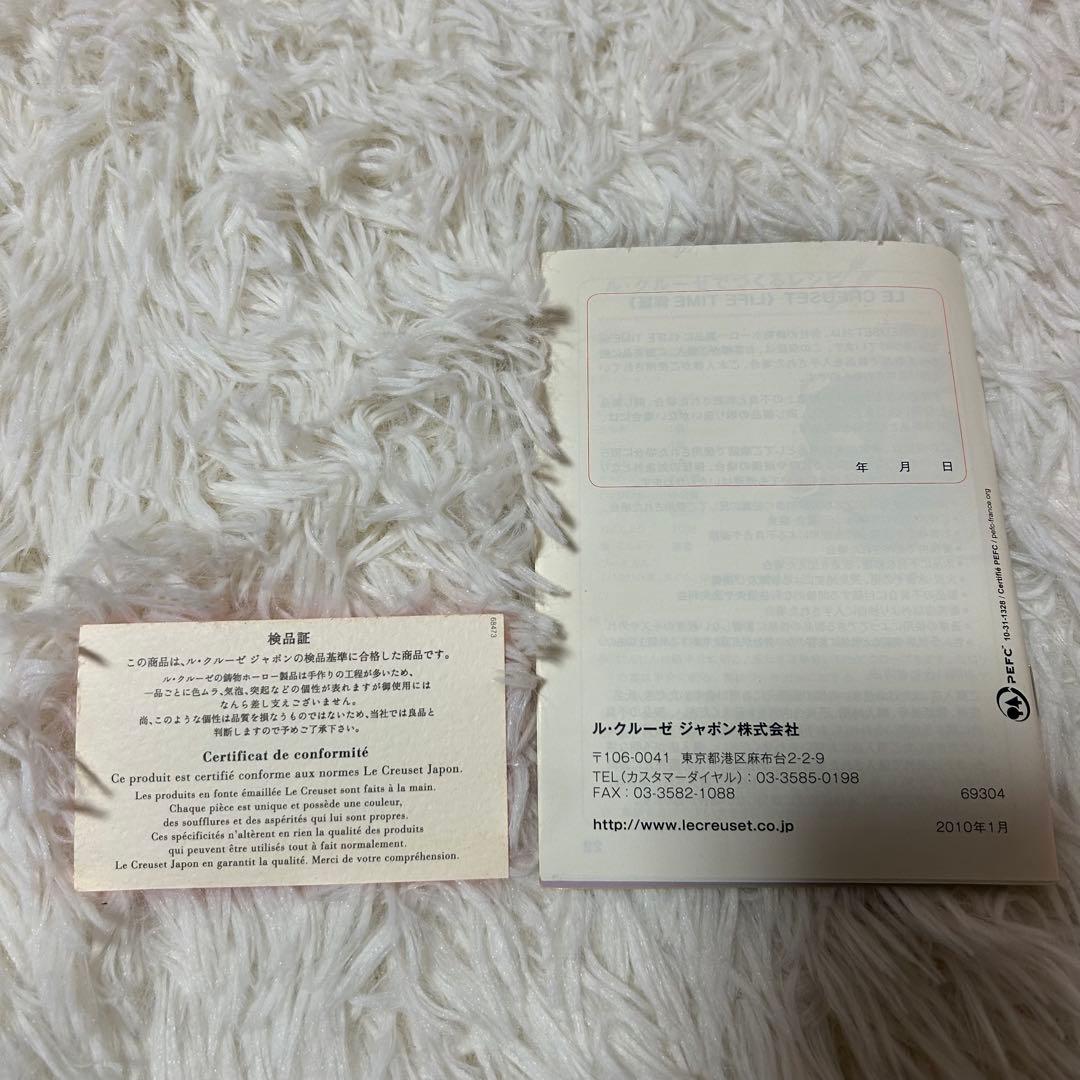 68473
検品証
この商品は、ル・クルーゼ ジャポンの検品基準に合格した商品です。
ル・クルーゼの鋳物ホーロー製品は手作りの工程が多いため、
一品ごとに色ムラ、気泡、突起などの個性が表れますが御使用には
なんら差し支えございません。
尚、このような個性は品質を損なうものではないため、当社では良品と
判断しますので予めご了承下さい。
Certificat de conformité
Ce produit est certifié conforme aux normes Le Creuset Japon.
Les produits en fonte émaillée Le Creuset sont faits à la main.
Chaque pièce est unique et possède une couleur,
des soufflures et des aspérités qui lui sont propres.
Ces spécificités n'altèrent en rien la qualité des produits
qui peuvent être utilisés tout à fait normalement.
Le Creuset Japon en garantit la qualité. Merci de votre compréhension.
年 月 日
PEFC™ 10-31-1328 / Certifié PEFC / pefc-france.org
ル・クルーゼ ジャポン株式会社
〒106-0041 東京都港区麻布台2-2-9
TEL(カスタマーダイヤル):03-3585-0198
FAX:03-3582-1088
69304
http://www.lecreuset.co.jp
2010年1月